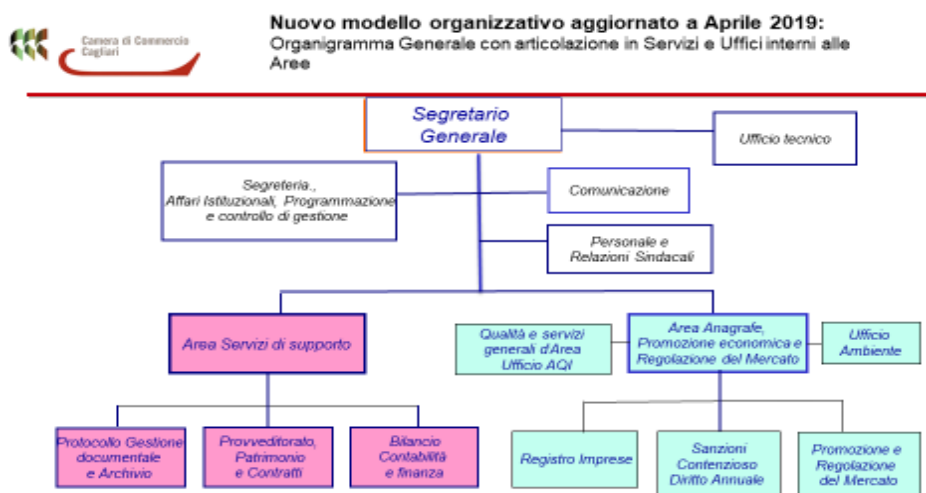 Camera di Commercio
Cagliari
Nuovo modello organizzativo aggiornato a Aprile 2019:
Organigramma Generale con articolazione in Servizi e Uffici interni alle
Aree
Segretario
Generale
Ufficio tecnico
Segreteria.,
Affari Istituzionali, Programmazione
e controllo di gestione
Comunicazione
Personale e
Relazioni Sindacali
Area Servizi di supporto
Qualità e servizi
generali d'Area
Ufficio AQI
Area Anagrafe,
Promozione economica e
Regolazione del Mercato
Ufficio
Ambiente
Protocollo Gestione
documentale
e Archivio
Provveditorato,
Patrimonio
e Contratti
Bilancio
Contabilità
e finanza
Registro Imprese
Sanzioni
Contenzioso
Diritto Annuale
Promozione e
Regolazione
del Mercato